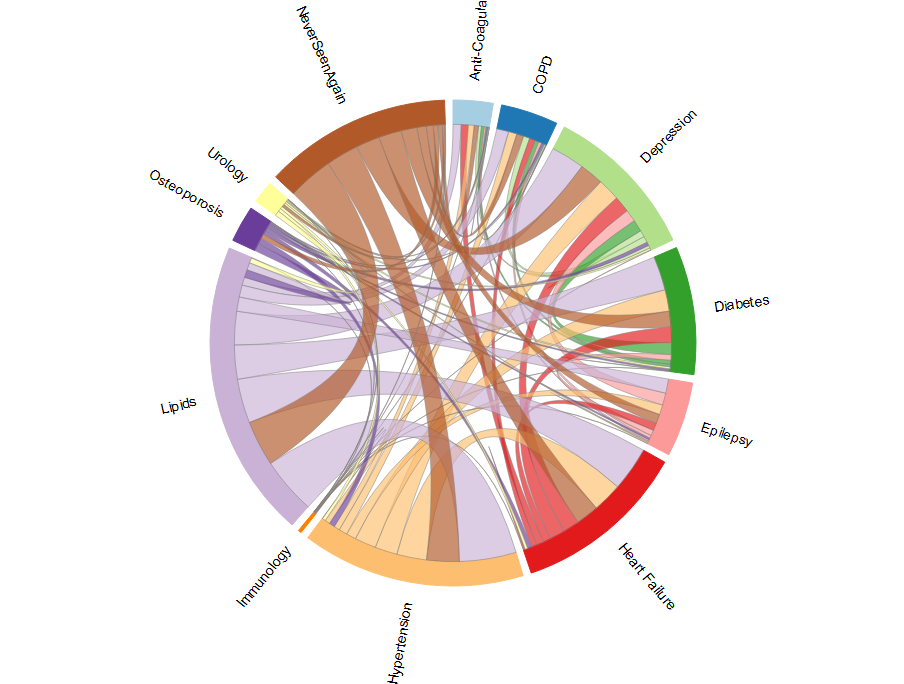 NeverSeenAgain
Anti-Coagula
COPD
Depression
Urology
Osteoporosis
Diabetes
Lipids
Epilepsy
Immunology
Heart Failure
Hypertension